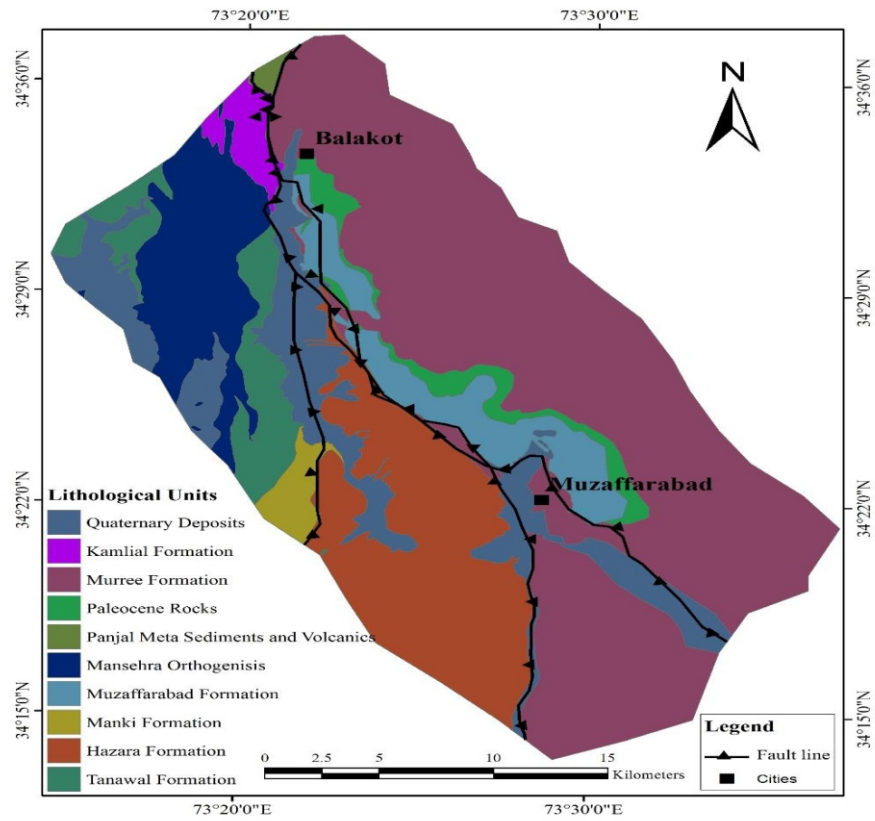 73°20'0"E
73°30'0"E
34°36'0"N
34°36'0"N
N
Balakot
34°29'0"N
34°29'0"N
Muzaffarabad
34°22'0"N
34°22'0"N
Lithological Units
Quaternary Deposits
Kamlial Formation
Murree Formation
Paleocene Rocks
Panjal Meta Sediments and Volcanics
Mansehra Orthogenisis
Muzaffarabad Formation
Manki Formation
Hazara Formation
Tanawal Formation
34°15'0"N
34°15'0"N
0 2.5 5 10 15
Kilometers
Legend
Fault line
Cities
73°20'0"E
73°30'0"E